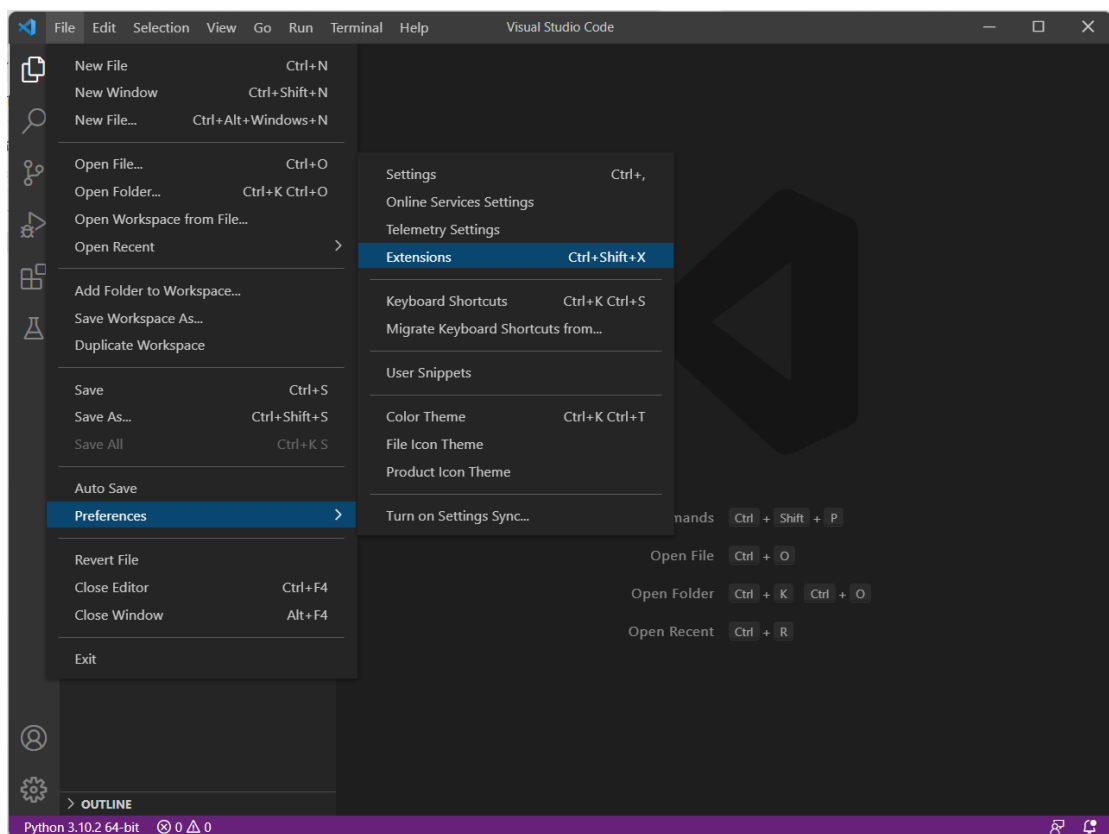 File Edit Selection View Go Run Terminal Help Visual Studio Code
New File Ctrl+N
New Window Ctrl+Shift+N
New File... Ctrl+Alt+Windows+N
Open File... Ctrl+O
Open Folder... Ctrl+K Ctrl+O
Open Workspace from File...
Open Recent
Add Folder to Workspace...
Save Workspace As...
Duplicate Workspace
Save Ctrl+S
Save As... Ctrl+Shift+S
Save All Ctrl+K S
Auto Save
Preferences
Revert File
Close Editor Ctrl+F4
Close Window Alt+F4
Exit
Settings Ctrl+,
Online Services Settings
Telemetry Settings
Extensions Ctrl+Shift+X
Keyboard Shortcuts Ctrl+K Ctrl+S
Migrate Keyboard Shortcuts from...
User Snippets
Color Theme Ctrl+K Ctrl+T
File Icon Theme
Product Icon Theme
Turn on Settings Sync...
mands Ctrl + Shift + P
Open File Ctrl + O
Open Folder Ctrl + K Ctrl + O
Open Recent Ctrl + R
OUTLINE
Python 3.10.2 64-bit 0 0